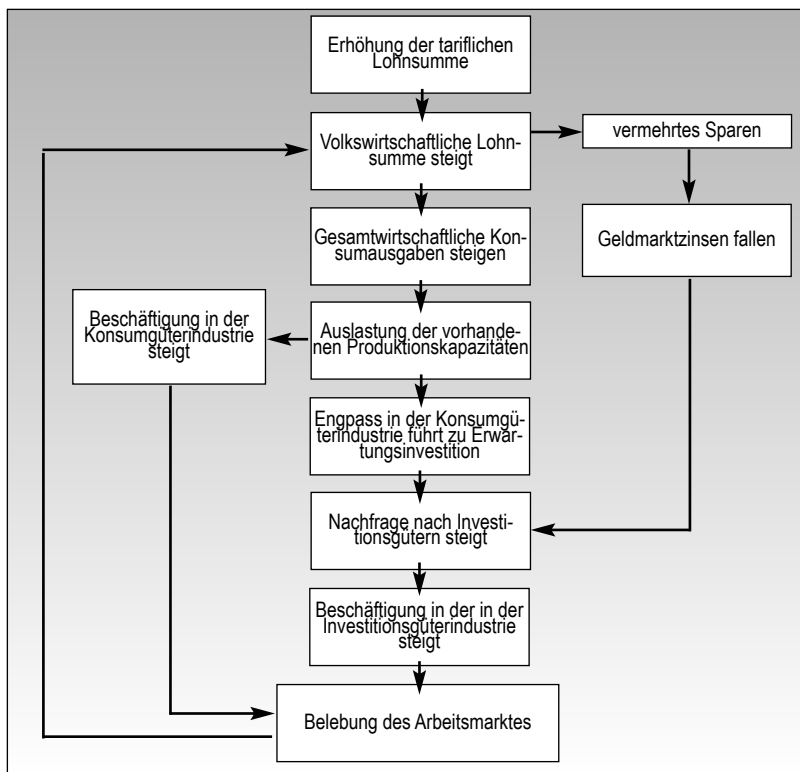 Erhöhung der tariflichen
Lohnsumme
Volkswirtschaftliche Lohn-
summe steigt
vermehrtes Sparen
Gesamtwirtschaftliche Kon-
sumausgaben steigen
Geldmarktzinsen fallen
Beschäftigung in der
Konsumgüterindustrie
steigt
Auslastung der vorhande-
nen Produktionskapazitäten
Engpass in der Konsumgü-
terindustrie führt zu Erwar-
tungsinvestition
Nachfrage nach Investi-
tionsgütern steigt
Beschäftigung in der in der
Investitionsgüterindustrie
steigt
Belebung des Arbeitsmarktes